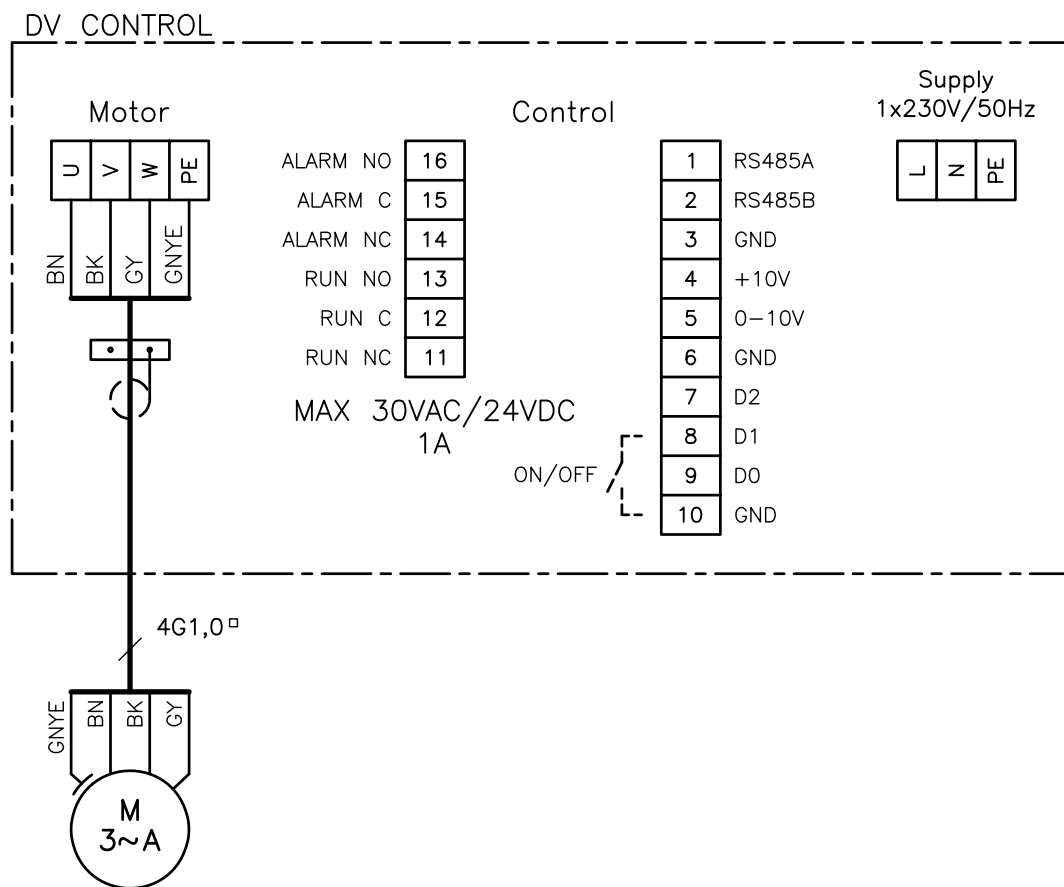 DV CONTROL
Motor
U V W PE
BN BK GY GNYE
Control
ALARM NO 16
ALARM C 15
ALARM NC 14
RUN NO 13
RUN C 12
RUN NC 11
MAX 30VAC/24VDC
1A
1 RS485A
2 RS485B
3 GND
4 +10V
5 0-10V
6 GND
7 D2
8 D1
9 D0
10 GND
ON/OFF
Supply
1x230V/50Hz
L N PE
4G1,0▫
GNYE BN BK GY
M
3~A